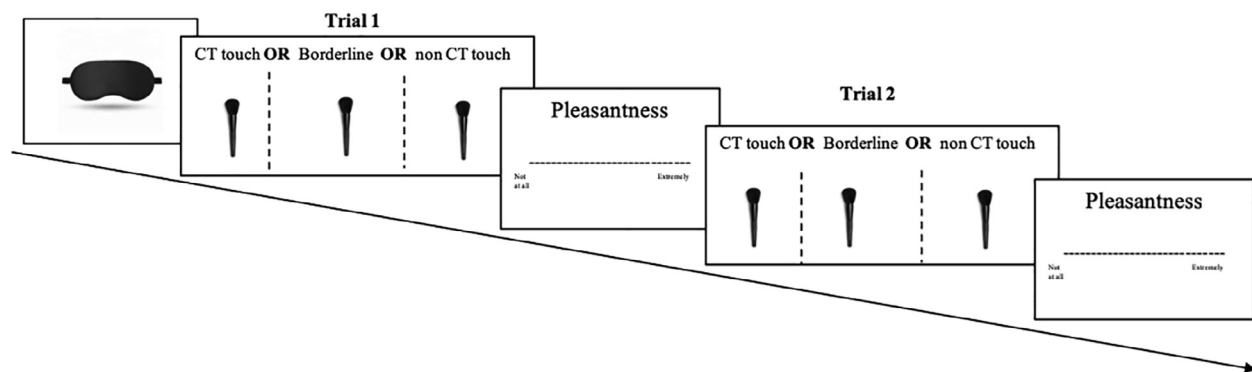 Trial 1
CT touch OR Borderline OR non CT touch
Pleasantness
Not
at all
Extremely
Trial 2
CT touch OR Borderline OR non CT touch
Pleasantness
Not
at all
Extremely